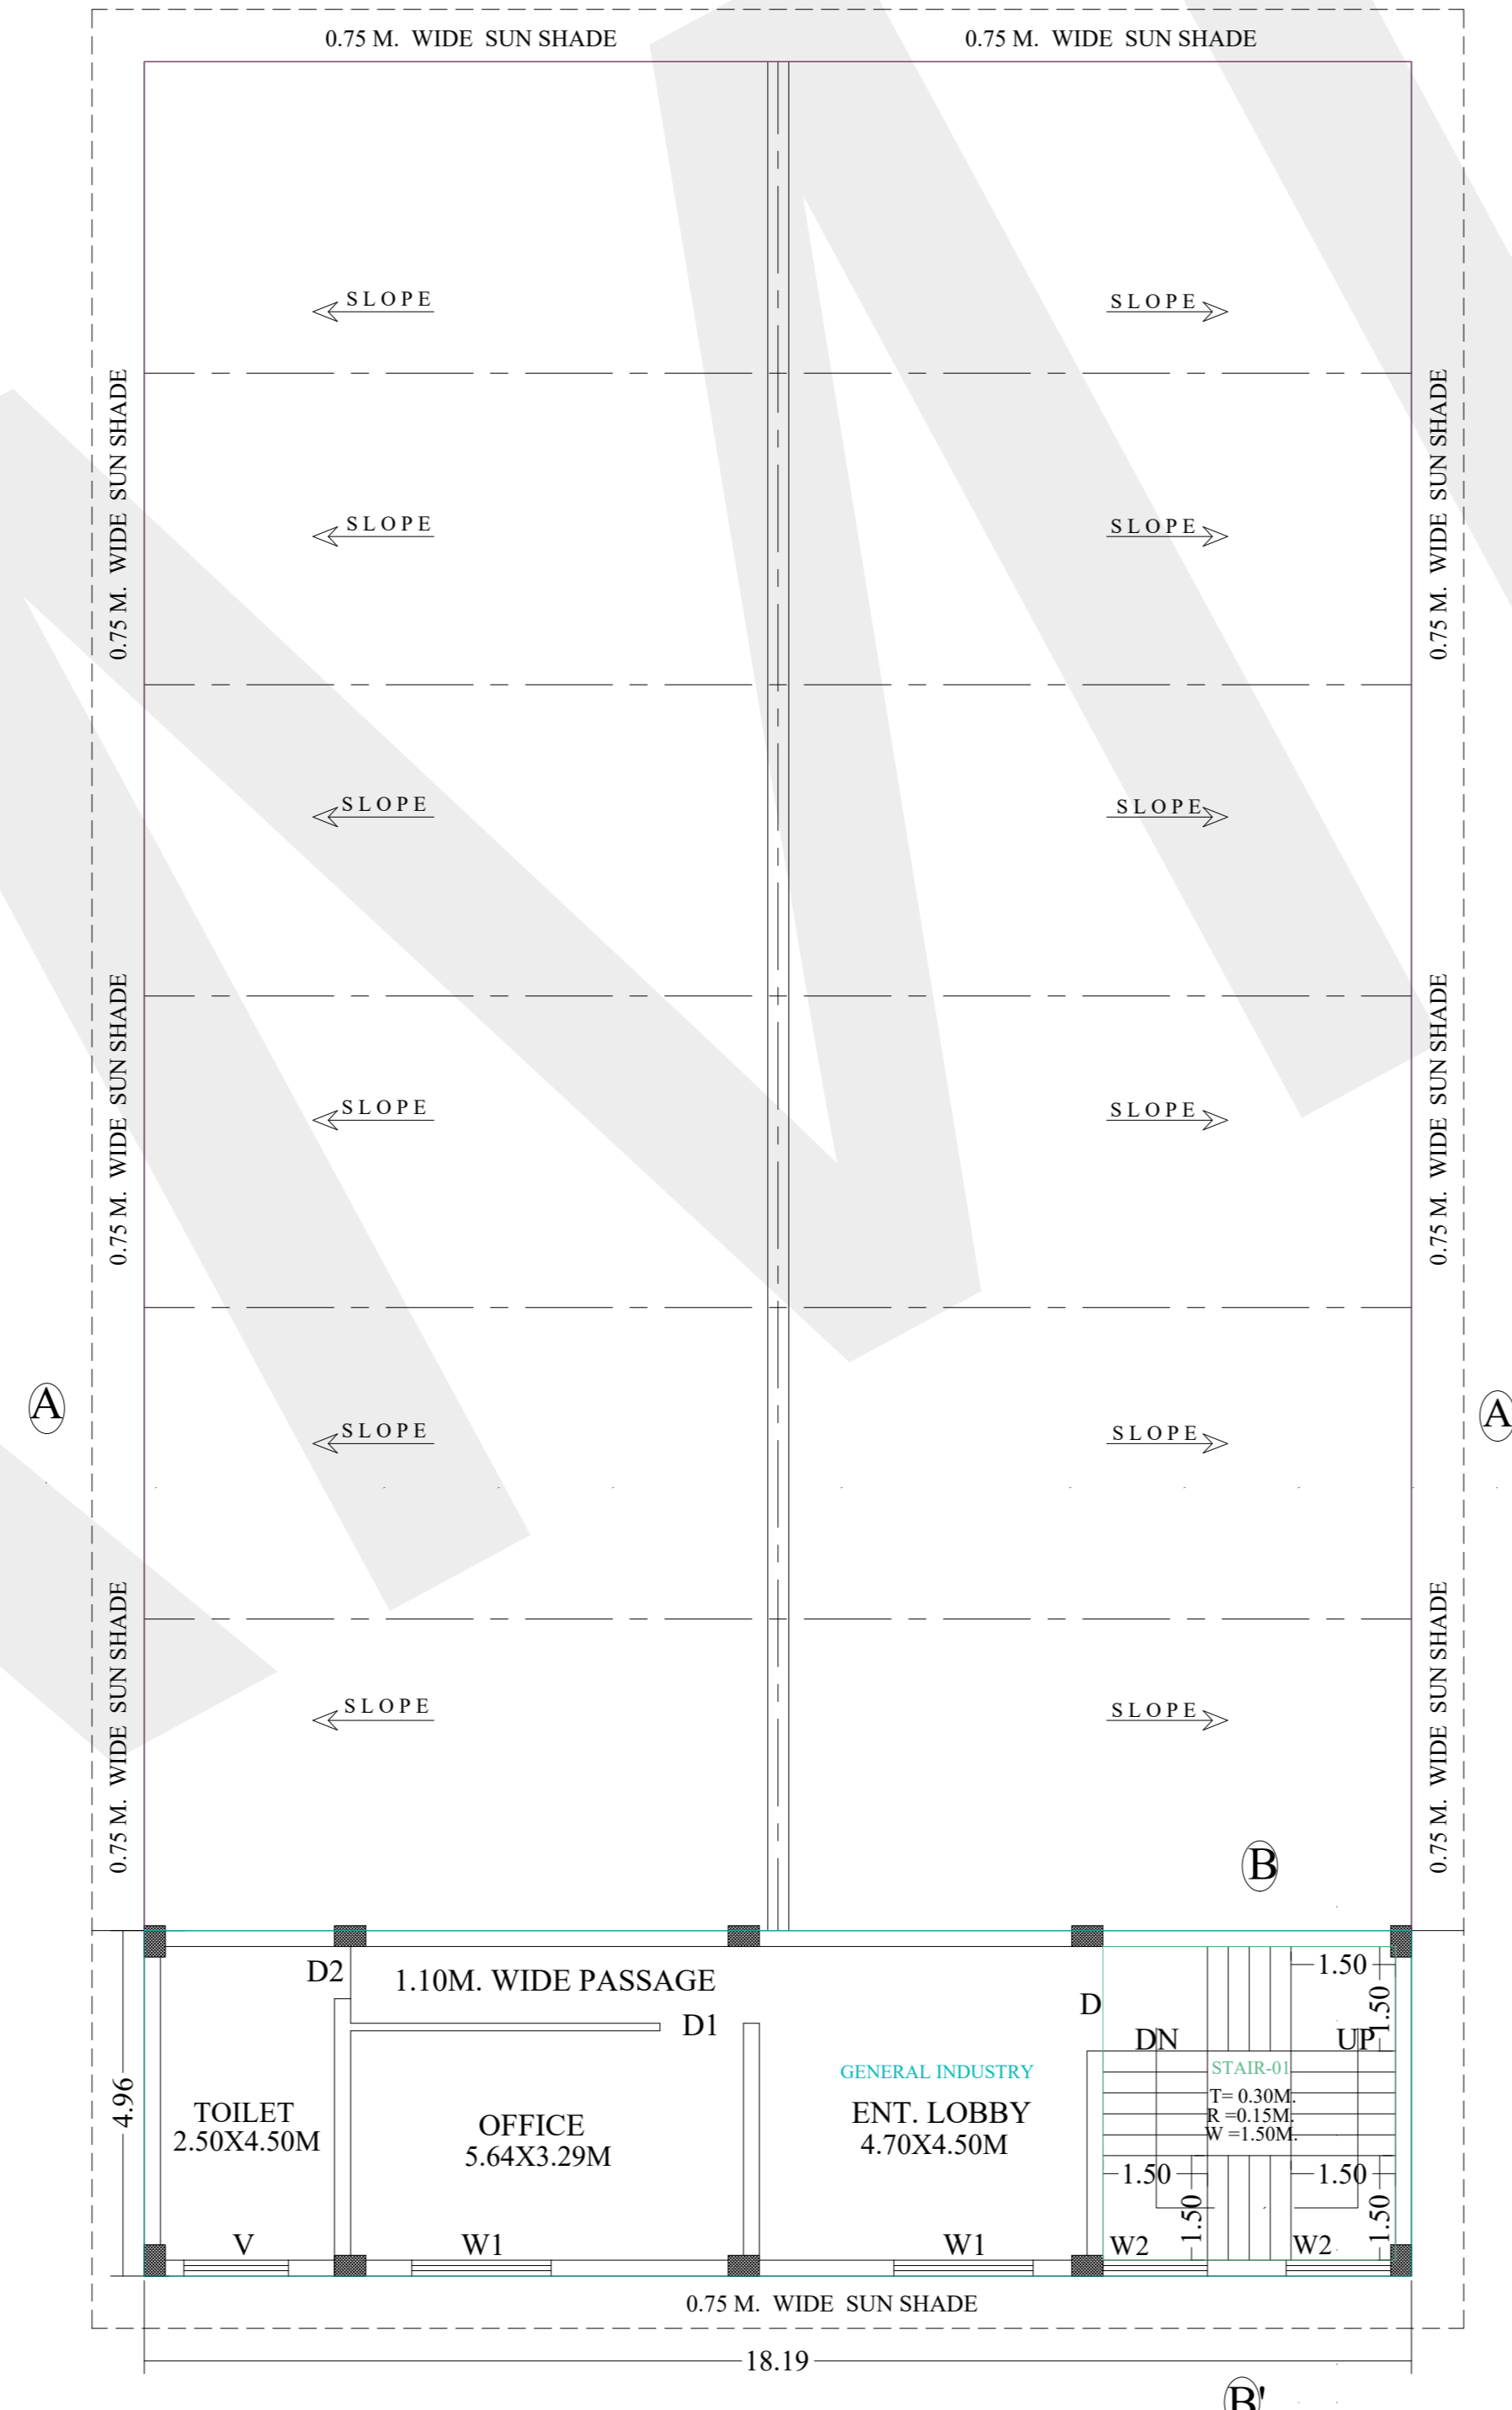 0.75 M. WIDE SUN SHADE
0.75 M. WIDE SUN SHADE
SLOPE
SLOPE
0.75 M. WIDE SUN SHADE
0.75 M. WIDE SUN SHADE
SLOPE
SLOPE
SLOPE
SLOPE
0.75 M. WIDE SUN SHADE
0.75 M. WIDE SUN SHADE
SLOPE
SLOPE
A
A
SLOPE
SLOPE
0.75 M. WIDE SUN SHADE
0.75 M. WIDE SUN SHADE
SLOPE
SLOPE
B
D2
1.10M. WIDE PASSAGE
D1
D
1.50
1.50
DN
UP
4.96
GENERAL INDUSTRY
STAIR-01
T= 0.30M.
R =0.15M.
W =1.50M.
TOILET
2.50X4.50M
OFFICE
5.64X3.29M
ENT. LOBBY
4.70X4.50M
1.50
1.50
1.50
1.50
V
W1
W1
W2
W2
0.75 M. WIDE SUN SHADE
18.19
B'